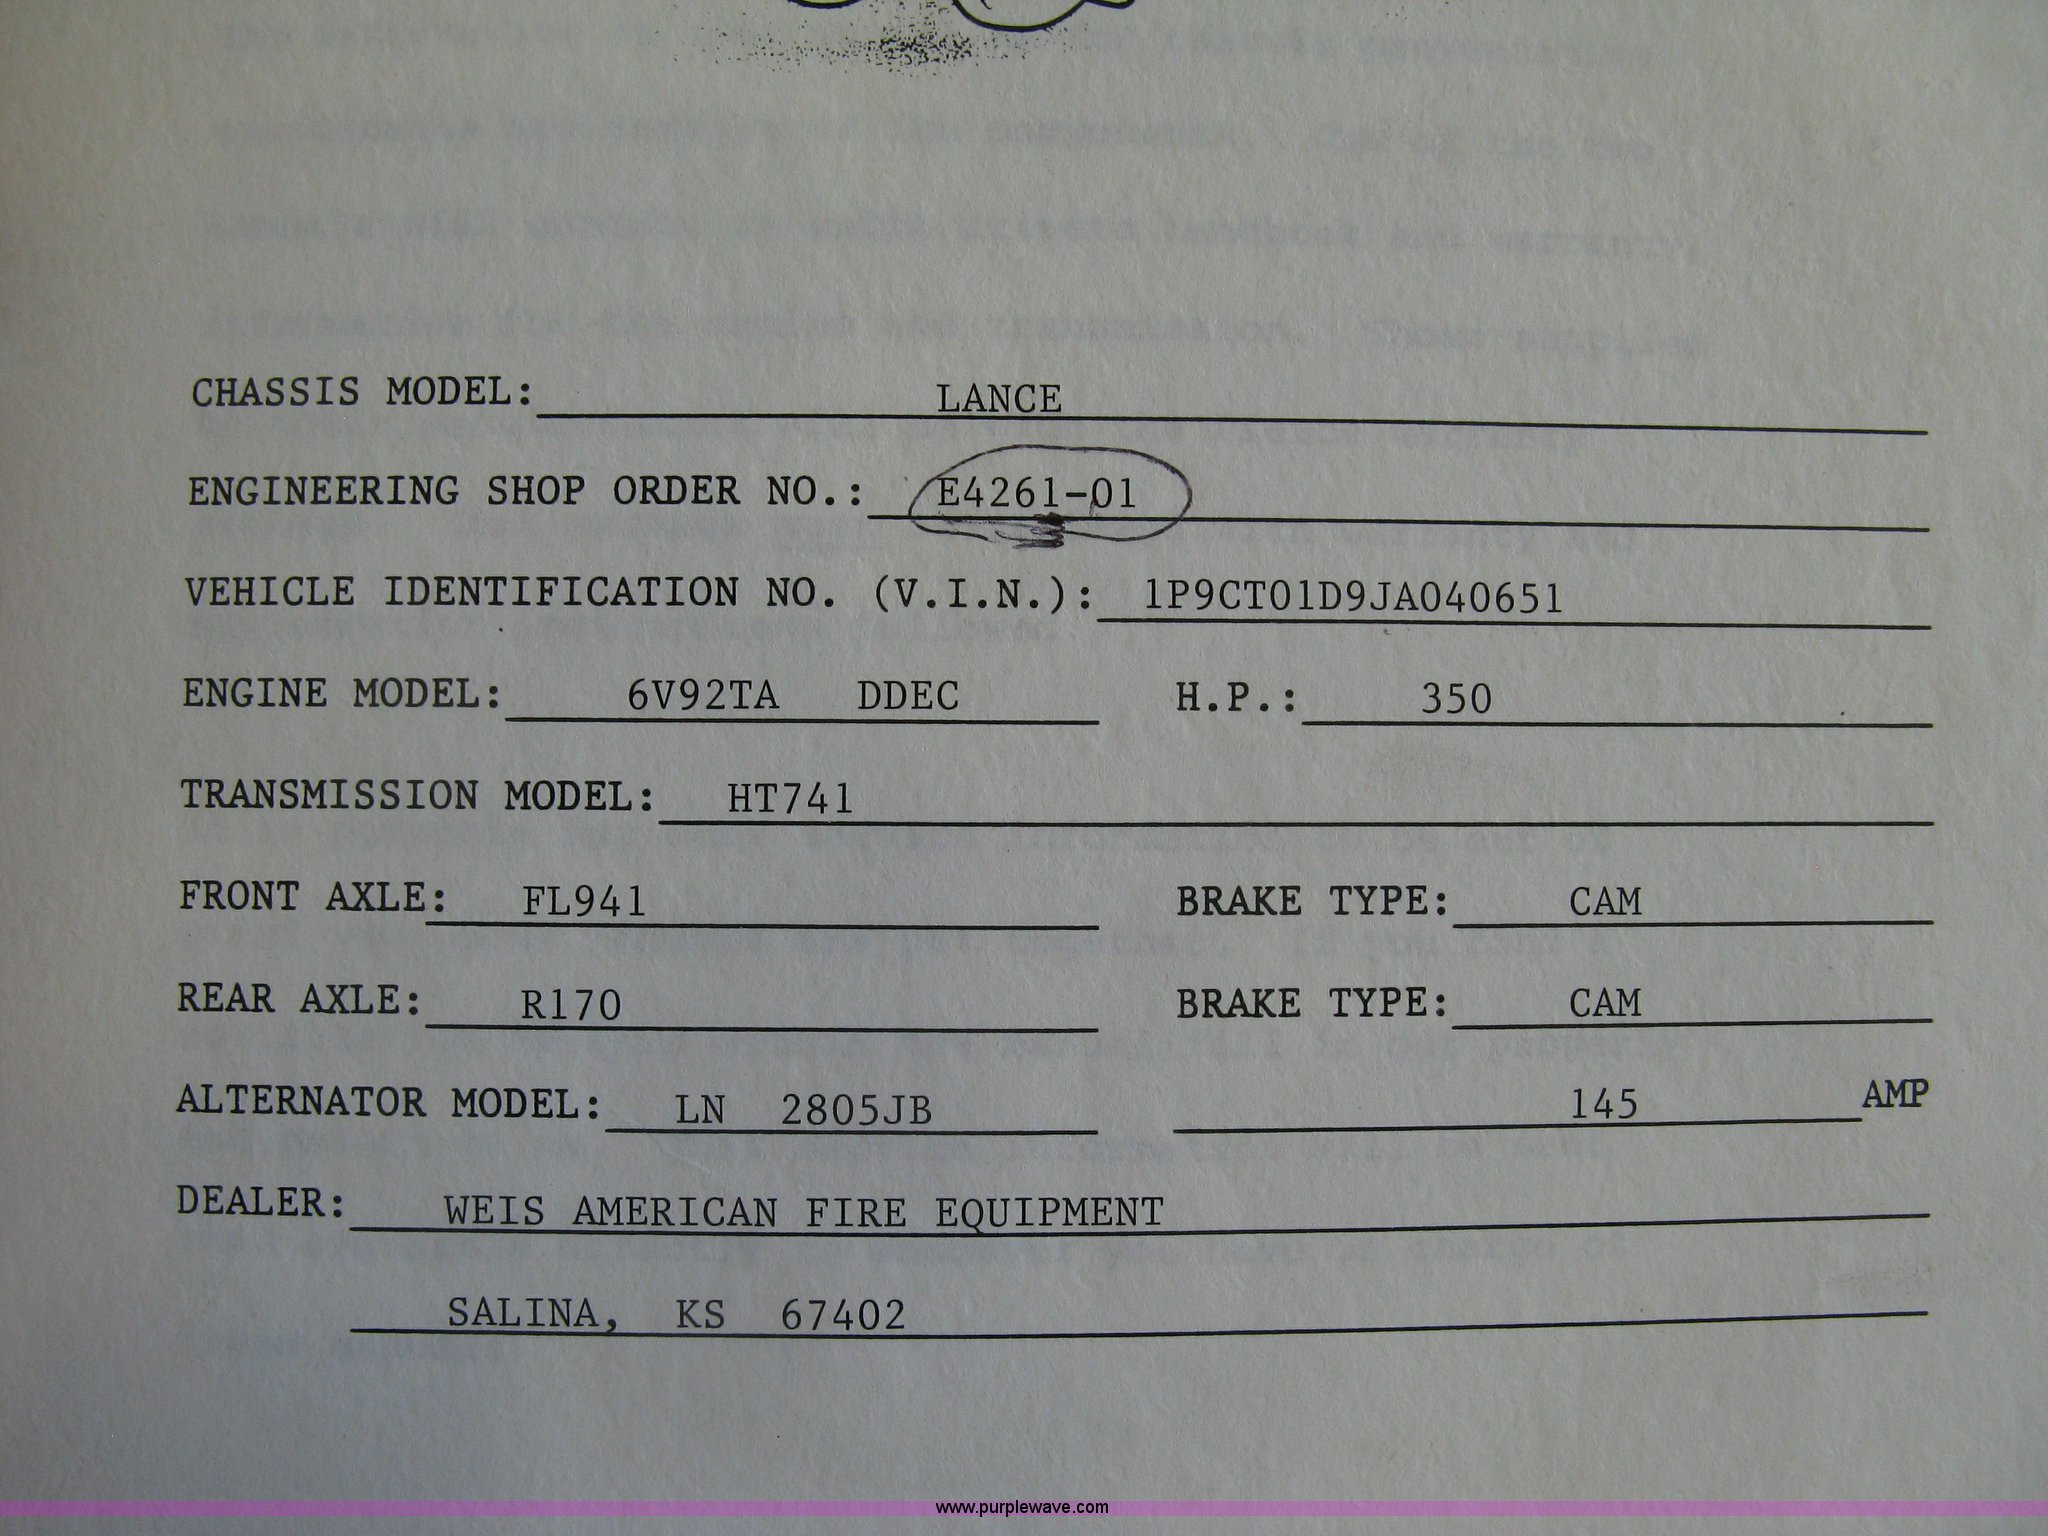 CHASSIS MODEL: LANCE
ENGINEERING SHOP ORDER NO.: E4261-01
VEHICLE IDENTIFICATION NO. (V.I.N.): 1P9CT01D9JA040651
ENGINE MODEL: 6V92TA DDEC H.P.: 350
TRANSMISSION MODEL: HT741
FRONT AXLE: FL941 BRAKE TYPE: CAM
REAR AXLE: R170 BRAKE TYPE: CAM
ALTERNATOR MODEL: LN 2805JB 145 AMP
DEALER: WEIS AMERICAN FIRE EQUIPMENT
SALINA, KS 67402
www.purplewave.com